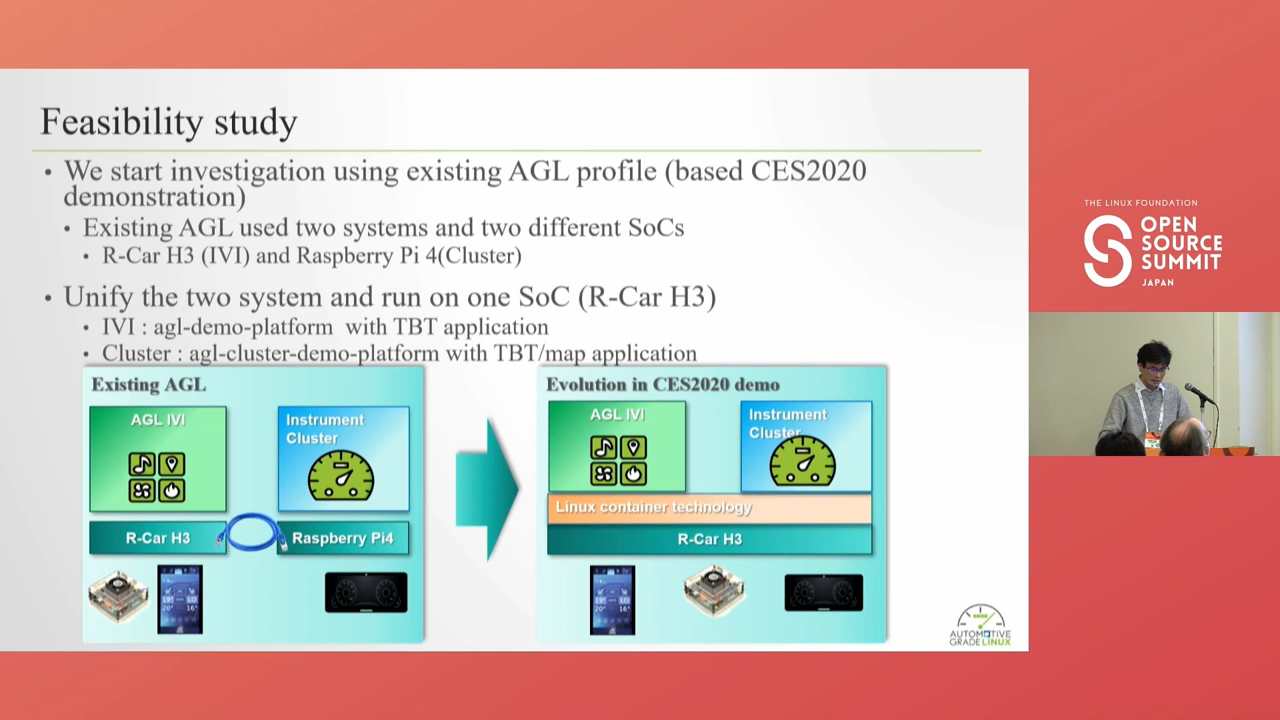 Feasibility study
• We start investigation using existing AGL profile (based CES2020
demonstration)
• Existing AGL used two systems and two different SoCs
• R-Car H3 (IVI) and Raspberry Pi 4(Cluster)
• Unify the two system and run on one SoC (R-Car H3)
• IVI : agl-demo-platform with TBT application
• Cluster : agl-cluster-demo-platform with TBT/map application
Existing AGL
AGL IVI
Instrument
Cluster
R-Car H3
Raspberry Pi4
Evolution in CES2020 demo
AGL IVI
Instrument
Cluster
Linux container technology
R-Car H3
AUTOMOTIVE
GRADE LINUX
THE LINUX FOUNDATION
OPEN
SOURCE
SUMMIT
JAPAN